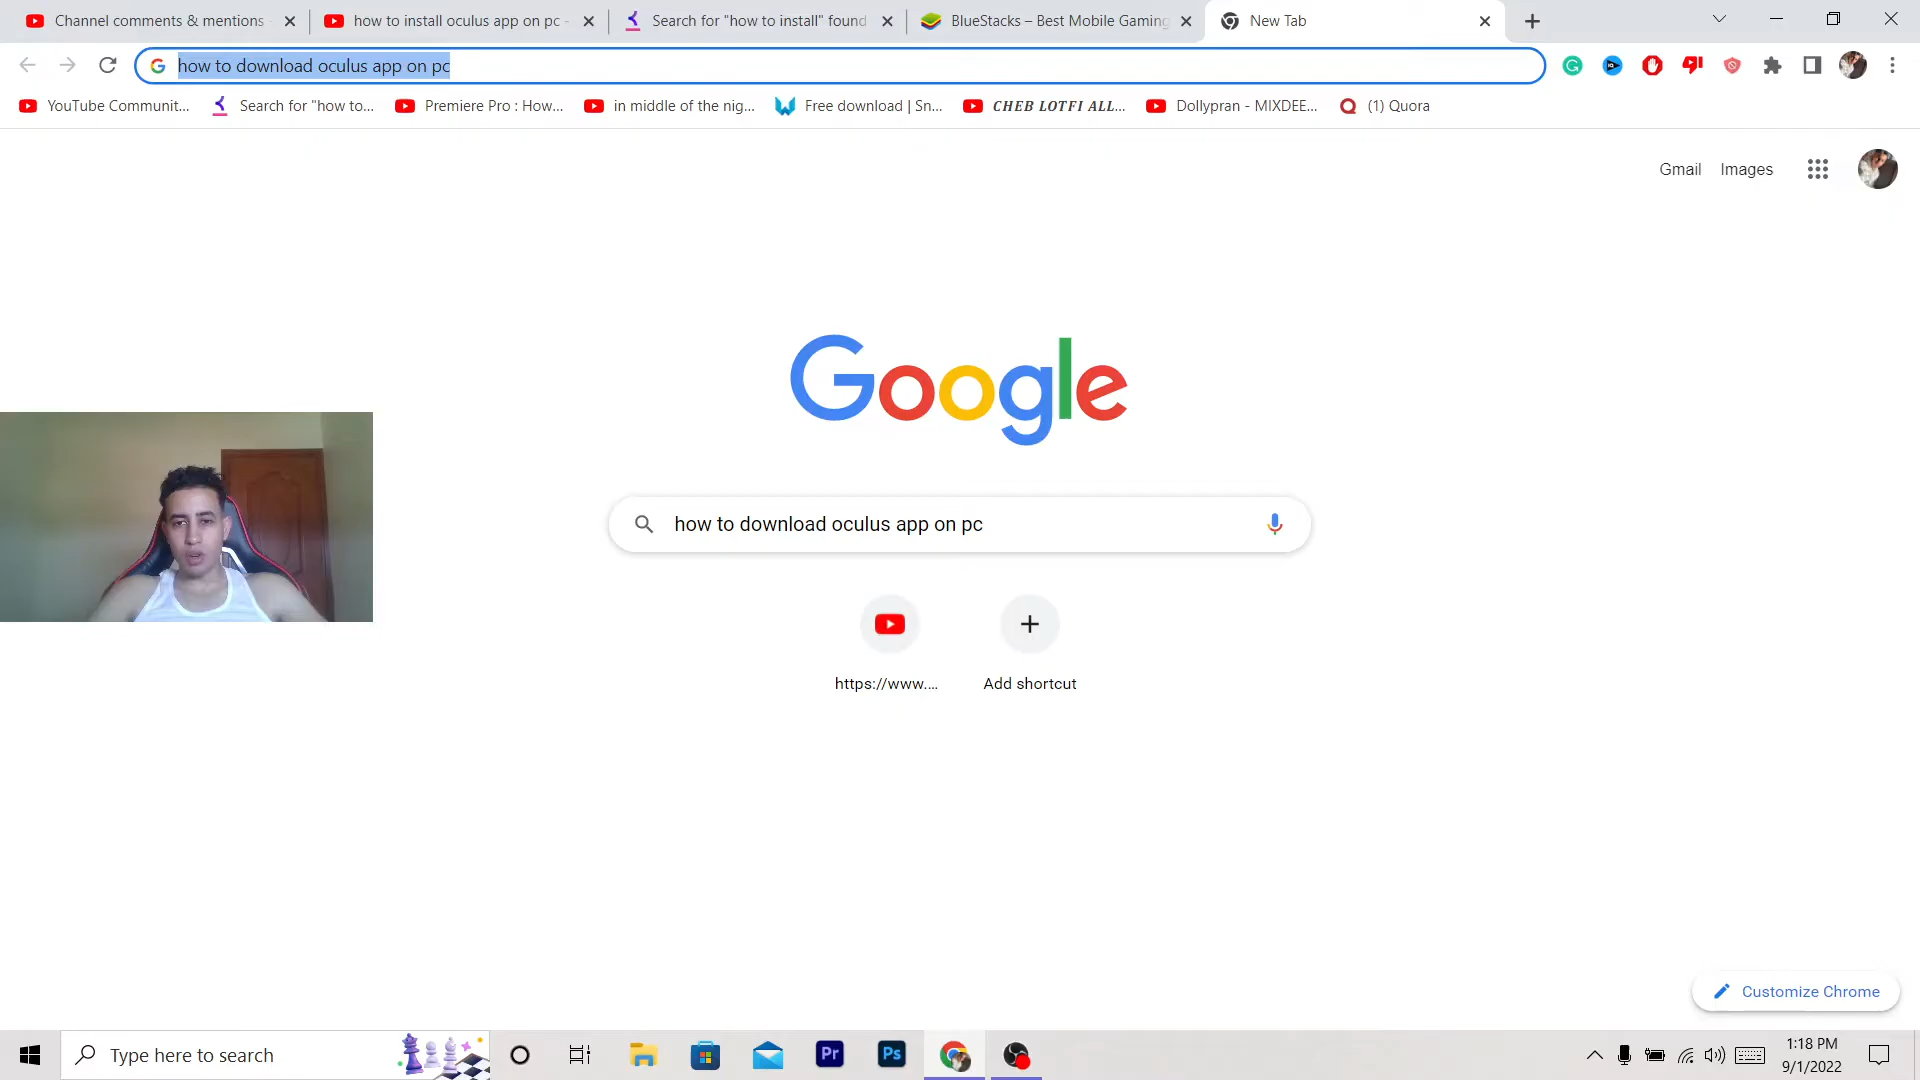 Channel comments & mentions
how to install oculus app on pc -
Search for "how to install" found
BlueStacks – Best Mobile Gaming
New Tab
how to download oculus app on pc
YouTube Communit...
Search for "how to...
Premiere Pro : How...
in middle of the nig...
Free download | Sn...
CHEB LOTFI ALL...
Dollypran - MIXDEE...
(1) Quora
Gmail
Images
Google
how to download oculus app on pc
https://www....
Add shortcut
Customize Chrome
Type here to search
Pr
Ps
1:18 PM
9/1/2022